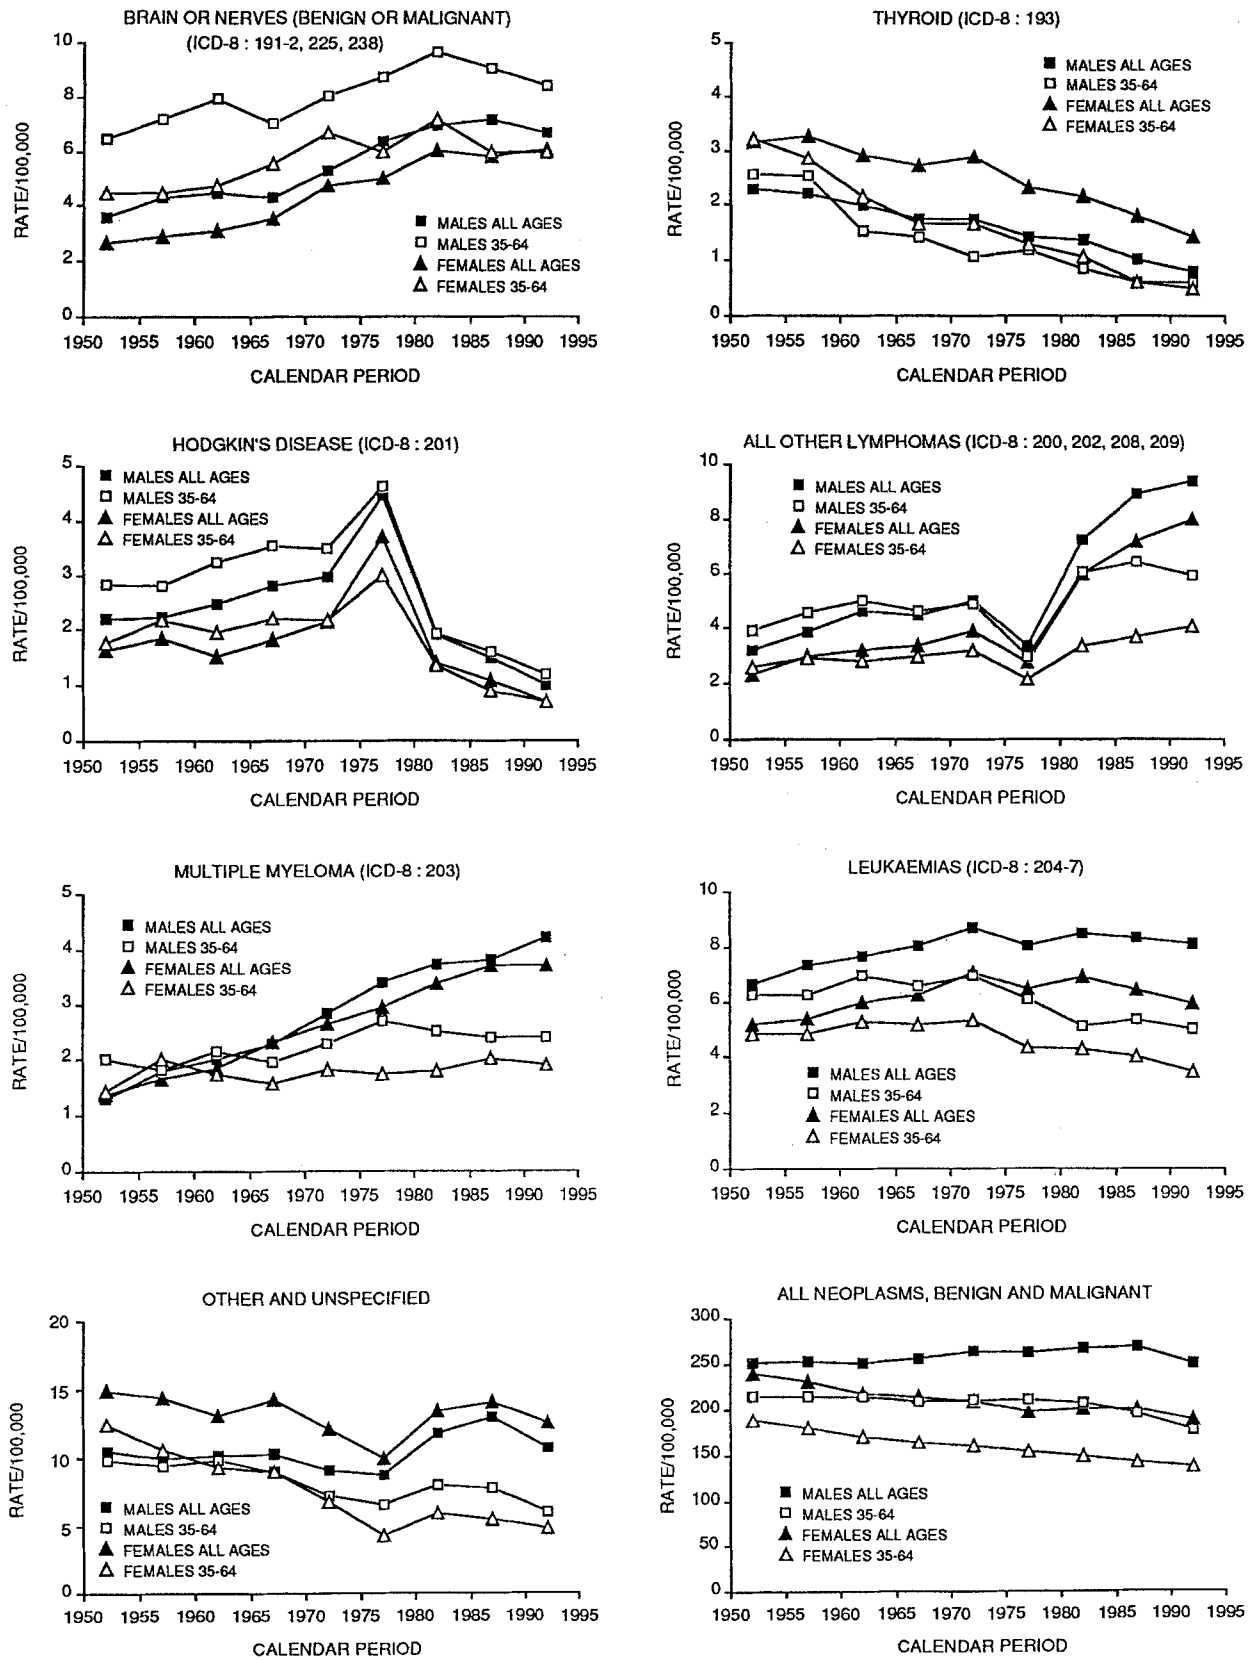 BRAIN OR NERVES (BENIGN OR MALIGNANT)
(ICD-8 : 191-2, 225, 238)
10
8
6
4
2
0
RATE/100,000
MALES ALL AGES
MALES 35-64
FEMALES ALL AGES
FEMALES 35-64
1950 1955 1960 1965 1970 1975 1980 1985 1990 1995
CALENDAR PERIOD
THYROID (ICD-8 : 193)
5
4
3
2
1
0
RATE/100,000
MALES ALL AGES
MALES 35-64
FEMALES ALL AGES
FEMALES 35-64
1950 1955 1960 1965 1970 1975 1980 1985 1990 1995
CALENDAR PERIOD
HODGKIN'S DISEASE (ICD-8 : 201)
5
4
3
2
1
0
RATE/100,000
MALES ALL AGES
MALES 35-64
FEMALES ALL AGES
FEMALES 35-64
1950 1955 1960 1965 1970 1975 1980 1985 1990 1995
CALENDAR PERIOD
ALL OTHER LYMPHOMAS (ICD-8 : 200, 202, 208, 209)
10
8
6
4
2
0
RATE/100,000
MALES ALL AGES
MALES 35-64
FEMALES ALL AGES
FEMALES 35-64
1950 1955 1960 1965 1970 1975 1980 1985 1990 1995
CALENDAR PERIOD
MULTIPLE MYELOMA (ICD-8 : 203)
5
4
3
2
1
0
RATE/100,000
MALES ALL AGES
MALES 35-64
FEMALES ALL AGES
FEMALES 35-64
1950 1955 1960 1965 1970 1975 1980 1985 1990 1995
CALENDAR PERIOD
LEUKAEMIAS (ICD-8 : 204-7)
10
8
6
4
2
0
RATE/100,000
MALES ALL AGES
MALES 35-64
FEMALES ALL AGES
FEMALES 35-64
1950 1955 1960 1965 1970 1975 1980 1985 1990 1995
CALENDAR PERIOD
OTHER AND UNSPECIFIED
20
15
10
5
0
RATE/100,000
MALES ALL AGES
MALES 35-64
FEMALES ALL AGES
FEMALES 35-64
1950 1955 1960 1965 1970 1975 1980 1985 1990 1995
CALENDAR PERIOD
ALL NEOPLASMS, BENIGN AND MALIGNANT
300
250
200
150
100
50
0
RATE/100,000
MALES ALL AGES
MALES 35-64
FEMALES ALL AGES
FEMALES 35-64
1950 1955 1960 1965 1970 1975 1980 1985 1990 1995
CALENDAR PERIOD